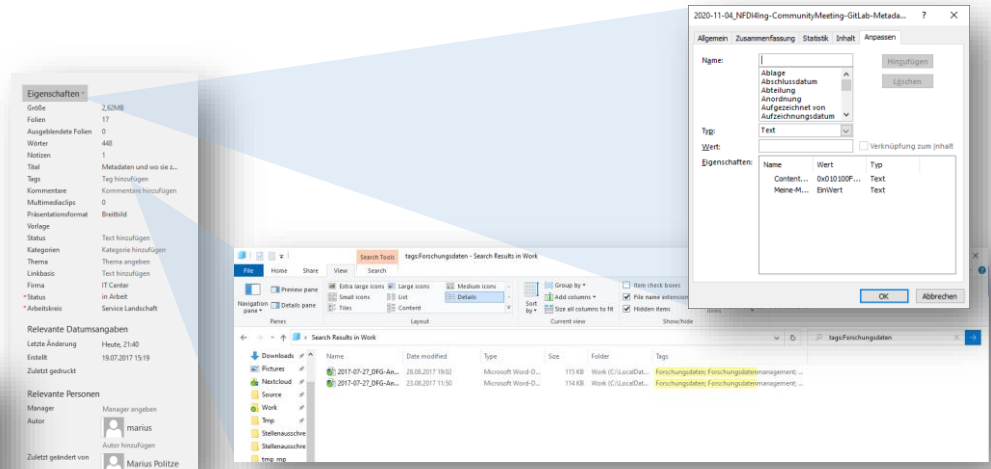 2020-11-04_NFDI4Ing-CommunityMeeting-GitLab-Metada... ? ×
Allgemein Zusammenfassung Statistik Inhalt Anpassen
Name:
Hinzufügen
Löschen
Ablage
Abschlussdatum
Abteilung
Anordnung
Aufgezeichnet von
Aufzeichnungsdatum
Typ: Text
Wert:
Verknüpfung zum Inhalt
Eigenschaften:
Name Wert Typ
Content... 0x010100F... Text
Meine-M... EinWert Text
OK Abbrechen
Eigenschaften
Größe 2,62MB
Folien 17
Ausgeblendete Folien 0
Wörter 448
Notizen 1
Titel Metadaten und wo sie z...
Tags Tag hinzufügen
Kommentare Kommentare hinzufügen
Multimediaclips 0
Präsentationsformat Breitbild
Vorlage
Status Text hinzufügen
Kategorien Kategorie hinzufügen
Thema Thema angeben
Linkbasis Text hinzufügen
Firma IT Center
*Status in Arbeit
*Arbeitskreis Service Landschaft
Relevante Datumsangaben
Letzte Änderung Heute, 21:40
Erstellt 19.07.2017 15:19
Zuletzt gedruckt
Relevante Personen
Manager Manager angeben
Autor marius
Autor hinzufügen
Zuletzt geändert von Marius Politze
Search Tools tags:Forschungsdaten - Search Results in Work
File Home Share View Search
Navigation pane
Preview pane
Details pane
Panes
Extra large icons Large icons Medium icons
Small icons List Details
Tiles Content
Layout
Sort by
Group by
Add columns
Size all columns to fit
Current view
Item check boxes
File name extension
Hidden items
Show/hide
Search Results in Work
tags:Forschungsdaten
Downloads
Pictures
Nextcloud
Source
Work
Tmp
Stellenausschre
Stellenausschre
tmp_mp
Name Date modified Type Size Folder Tags
2017-07-27_DFG-An... 28.08.2017 19:02 Microsoft Word-D... 115 KB Work (C:\LocalDat... Forschungsdaten; Forschungsdatenmanagement; ...
2017-07-27_DFG-An... 23.08.2017 11:50 Microsoft Word-D... 114 KB Work (C:\LocalDat... Forschungsdaten; Forschungsdatenmanagement; ...